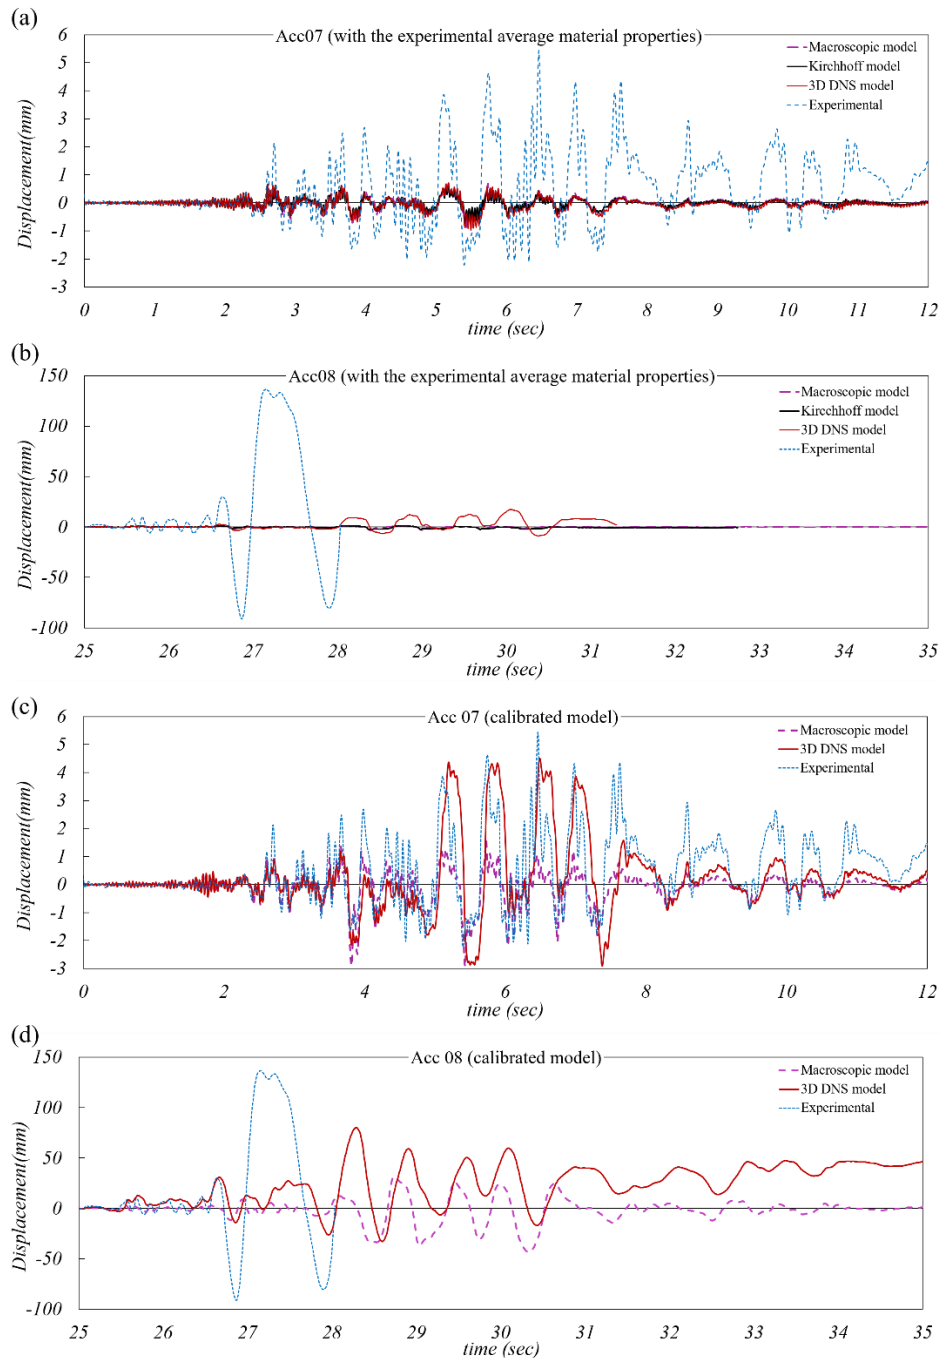 (a)
Acc07 (with the experimental average material properties)
Macroscopic model
Kirchhoff model
3D DNS model
Experimental
Displacement(mm)
6
5
4
3
2
1
0
-1
-2
-3
0 1 2 3 4 5 6 7 8 9 10 11 12
time (sec)
(b)
Acc08 (with the experimental average material properties)
Macroscopic model
Kirechhoff model
3D DNS model
Experimental
Displacement(mm)
150
100
50
0
-50
-100
25 26 27 28 29 30 31 32 33 34 35
time (sec)
(c)
Acc 07 (calibrated model)
Macroscopic model
3D DNS model
Experimental
Displacement(mm)
6
5
4
3
2
1
0
-1
-2
-3
0 2 4 6 8 10 12
time (sec)
(d)
Acc 08 (calibrated model)
Macroscopic model
3D DNS model
Experimental
Displacement(mm)
150
100
50
0
-50
-100
25 26 27 28 29 30 31 32 33 34 35
time (sec)